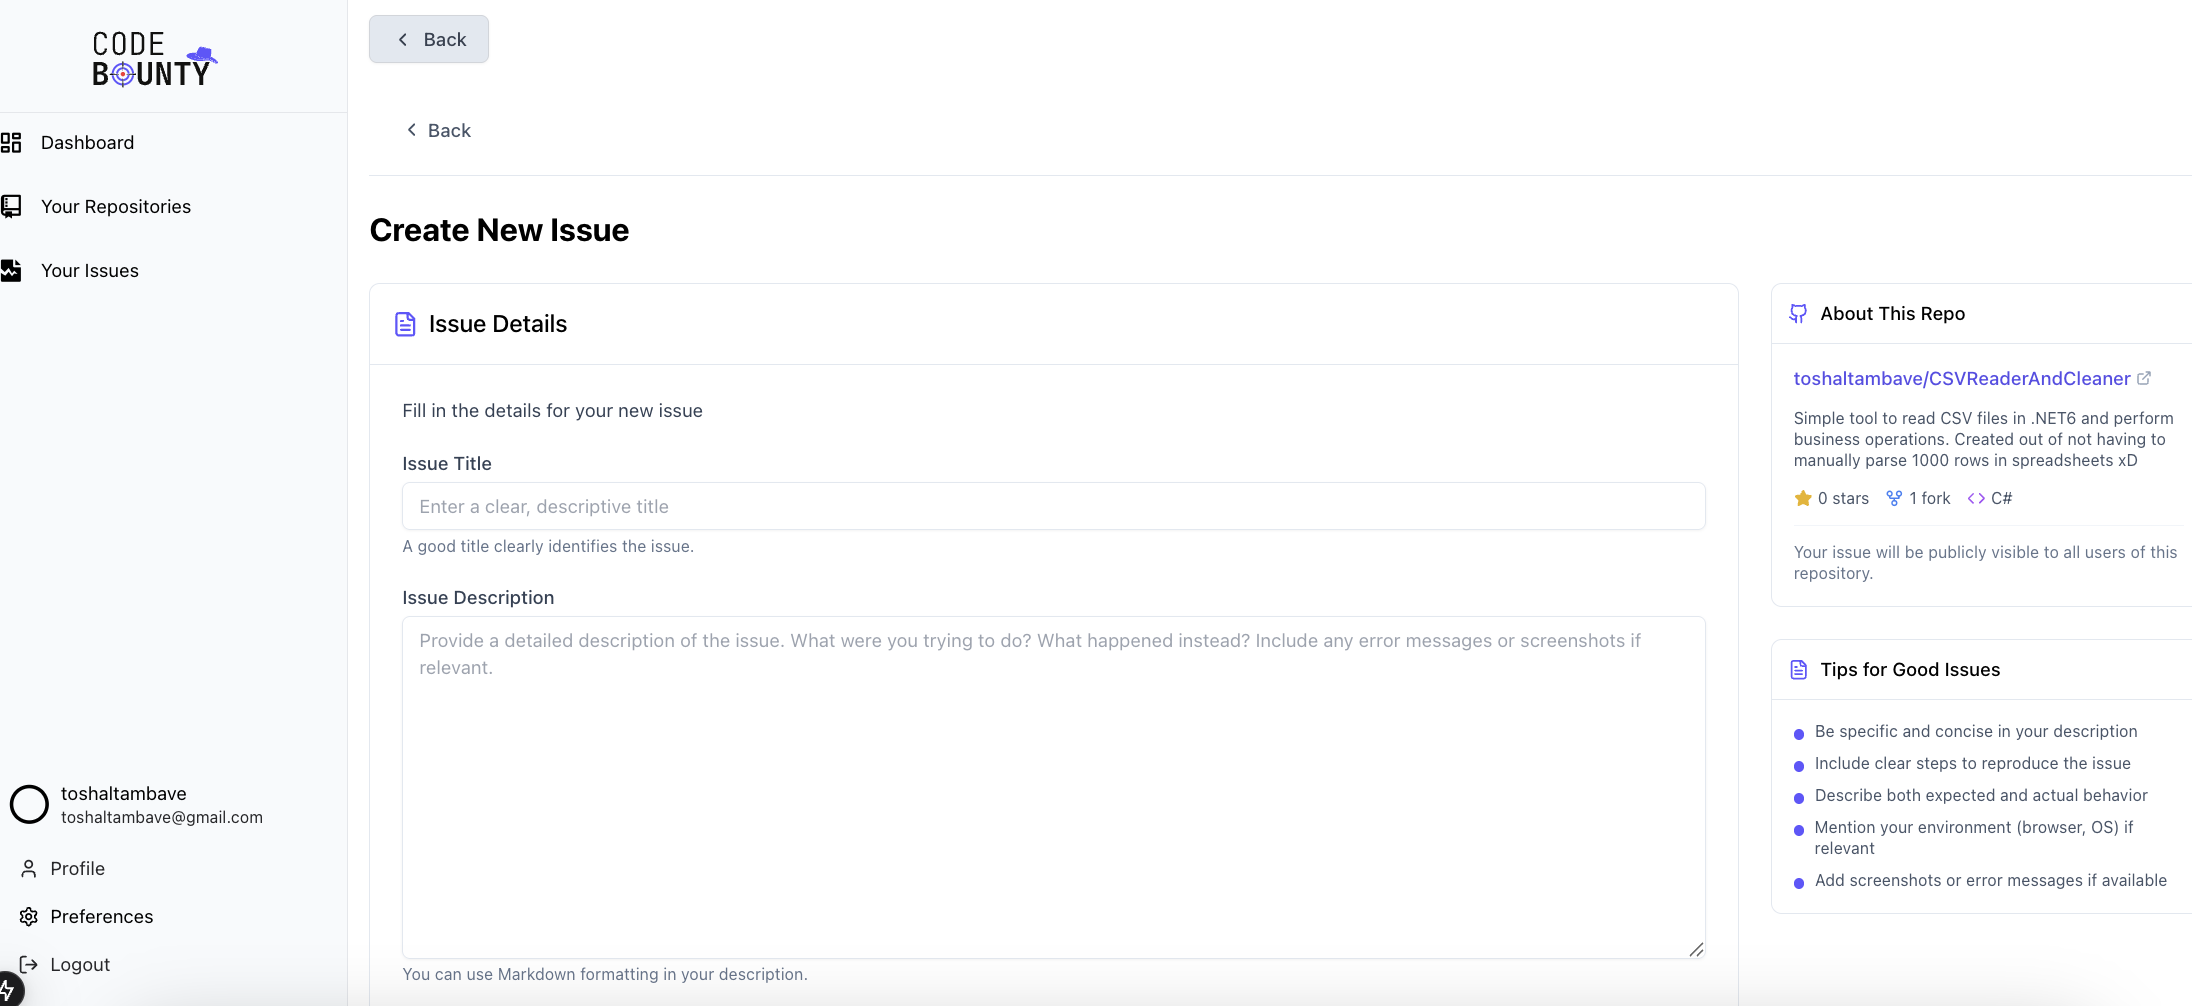 CODE
BOUNTY
Dashboard
Your Repositories
Your Issues
toshaltambave
toshaltambave@gmail.com
Profile
Preferences
Logout
Back
Back
Create New Issue
Issue Details
Fill in the details for your new issue
Issue Title
Enter a clear, descriptive title
A good title clearly identifies the issue.
Issue Description
Provide a detailed description of the issue. What were you trying to do? What happened instead? Include any error messages or screenshots if
relevant.
You can use Markdown formatting in your description.
About This Repo
toshaltambave/CSVReaderAndCleaner
Simple tool to read CSV files in .NET6 and perform
business operations. Created out of not having to
manually parse 1000 rows in spreadsheets xD
0 stars 1 fork C#
Your issue will be publicly visible to all users of this
repository.
Tips for Good Issues
Be specific and concise in your description
Include clear steps to reproduce the issue
Describe both expected and actual behavior
Mention your environment (browser, OS) if
relevant
Add screenshots or error messages if available